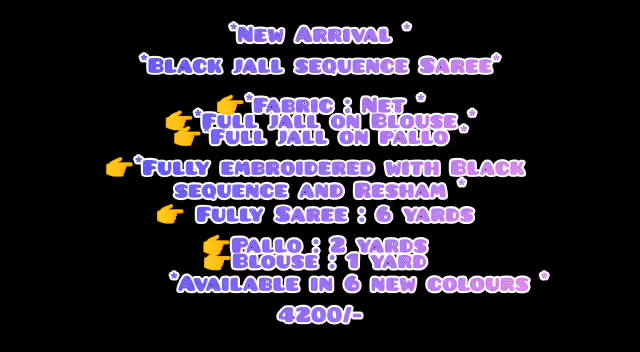 *New Arrival *
*Black jall sequence Saree*
👉*Fabric : Net *
👉*Full jall on Blouse *
👉*Full jall on pallo *
👉*Fully embroidered with Black
sequence and Resham *
👉 Fully Saree : 6 yards
👉Pallo : 2 yards
👉Blouse : 1 yard
*Available in 6 new colours *
4200/-